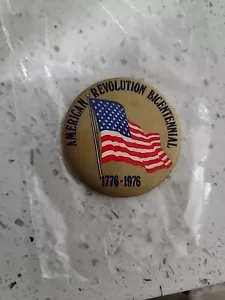 AMERICAN REVOLUTION BICENTENNIAL
1776-1976